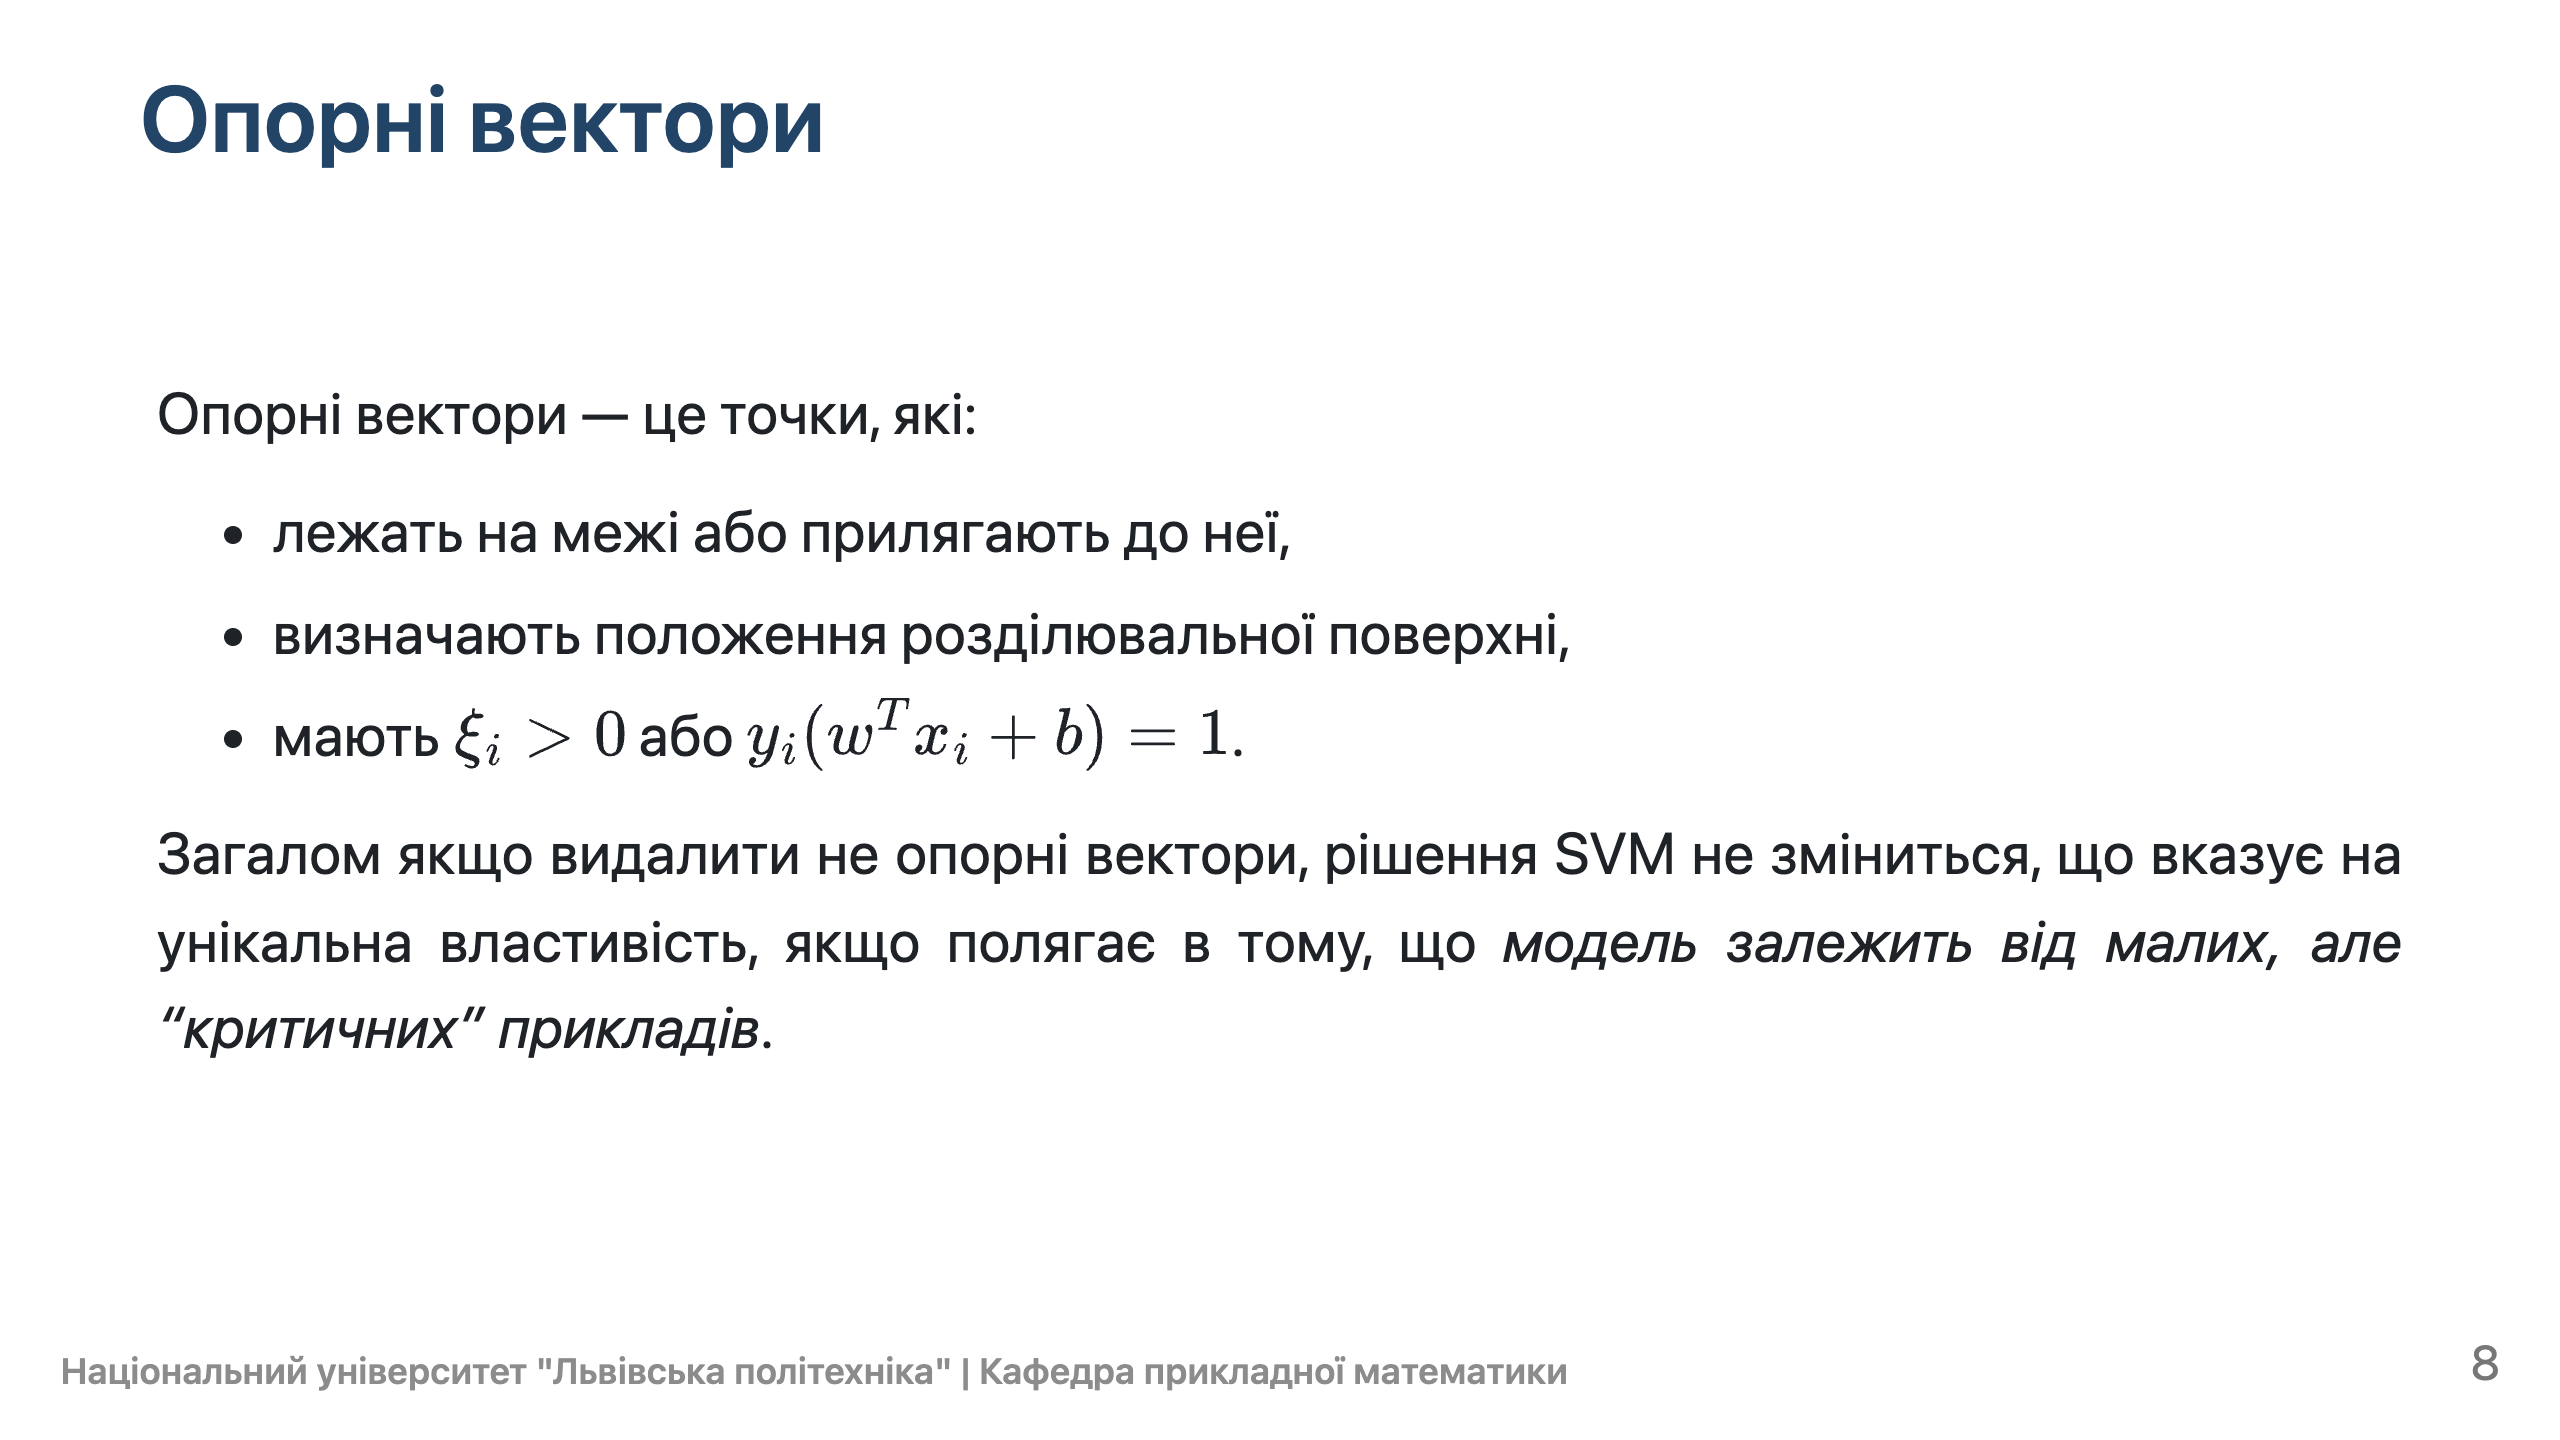 Опорні вектори
Опорні вектори — це точки, які:
• лежать на межі або прилягають до неї,
• визначають положення розділювальної поверхні,
• мають $\xi_i > 0$ або $y_i(w^T x_i + b) = 1$.
Загалом якщо видалити не опорні вектори, рішення SVM не зміниться, що вказує на
унікальна властивість, якщо полягає в тому, що модель залежить від малих, але
“критичних” прикладів.
Національний університет "Львівська політехніка" | Кафедра прикладної математики
8